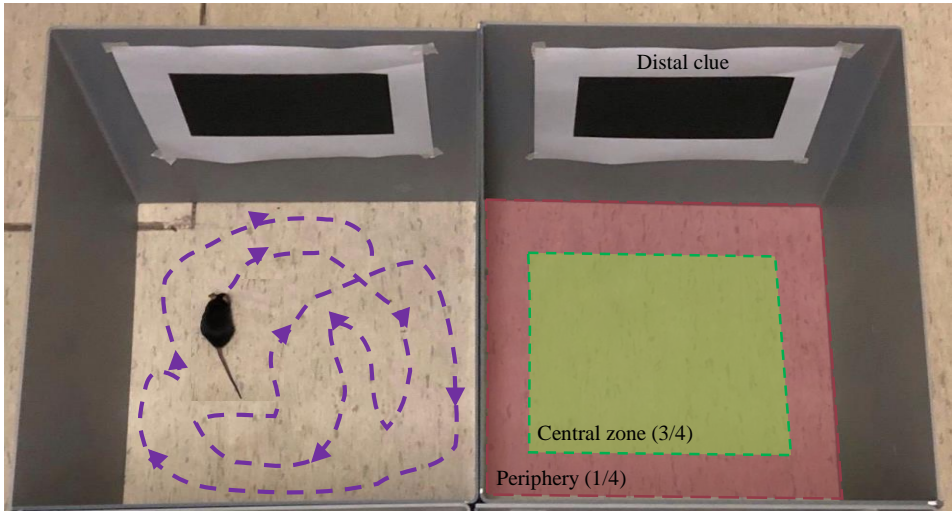 Distal clue
Central zone (3/4)
Periphery (1/4)